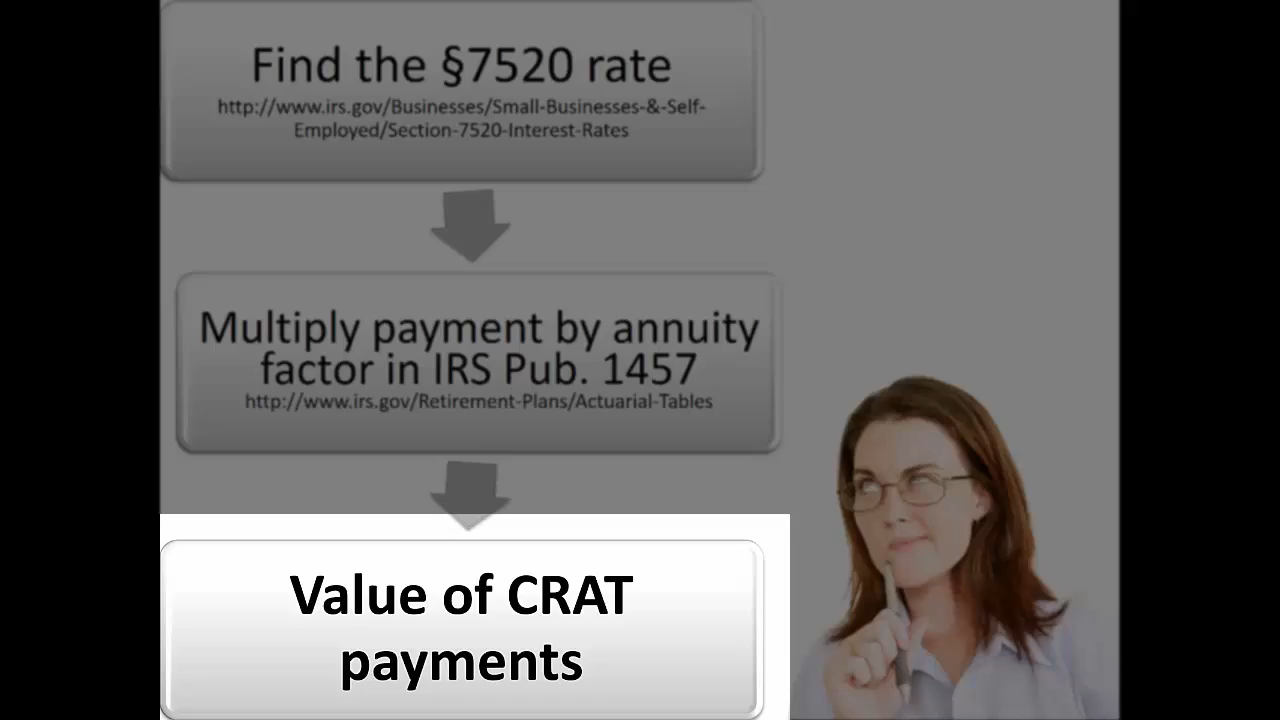 Find the §7520 rate
http://www.irs.gov/Businesses/Small-Businesses-&-Self-
Employed/Section-7520-Interest-Rates
Multiply payment by annuity
factor in IRS Pub. 1457
http://www.irs.gov/Retirement-Plans/Actuarial-Tables
Value of CRAT
payments